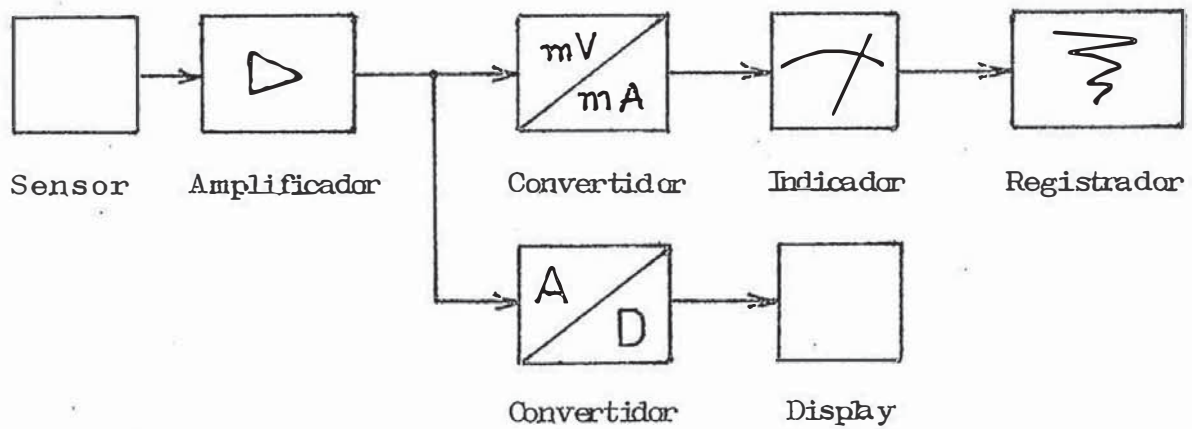 mV
mA
Sensor Amplificador Convertidor Indicador Registrador
A
D
Convertidor Display